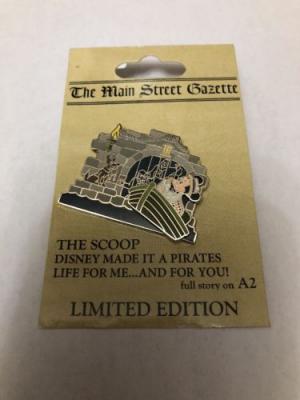 The Main Street Gazette
THE SCOOP
DISNEY MADE IT A PIRATES
LIFE FOR ME...AND FOR YOU!
full story on A2
LIMITED EDITION